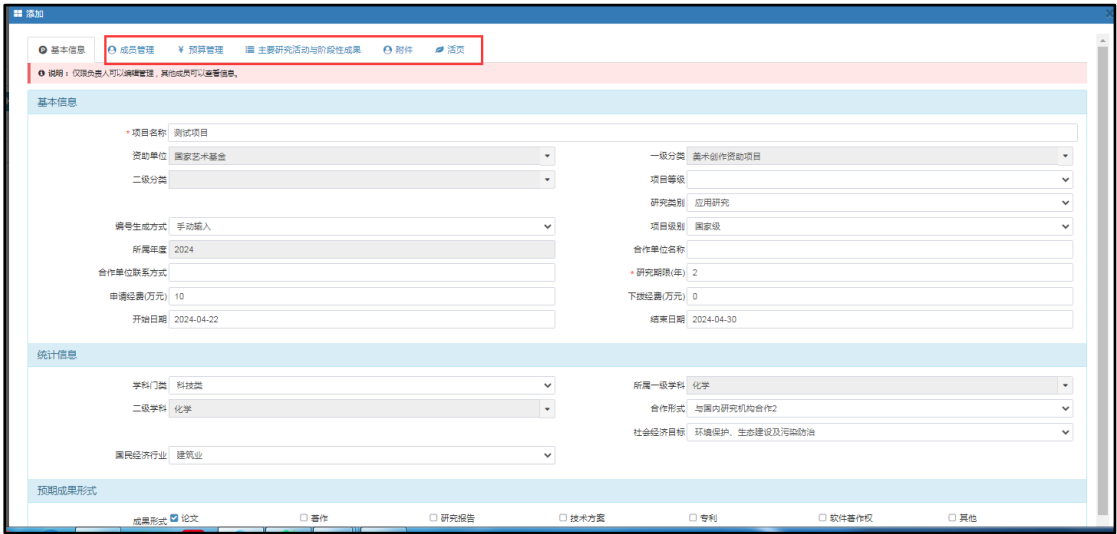 添加
基本信息 成员管理 ¥ 预算管理 主要研究活动与阶段性成果 附件 活页
说明：仅限负责人可以编辑管理，其他成员可以查看信息。
基本信息
* 项目名称 测试项目
资助单位 国家艺术基金 一级分类 美术创作资助项目
二级分类 项目等级
研究类别 应用研究
编号生成方式 手动输入 项目级别 国家级
所属年度 2024 合作单位名称
合作单位联系方式 * 研究期限(年) 2
申请经费(万元) 10 下拨经费(万元) 0
开始日期 2024-04-22 结束日期 2024-04-30
统计信息
学科门类 科技类 所属一级学科 化学
二级学科 化学 合作形式 与国内研究机构合作2
社会经济目标 环境保护、生态建设及污染防治
国民经济行业 建筑业
预期成果形式
成果形式 论文 著作 研究报告 技术方案 专利 软件著作权 其他